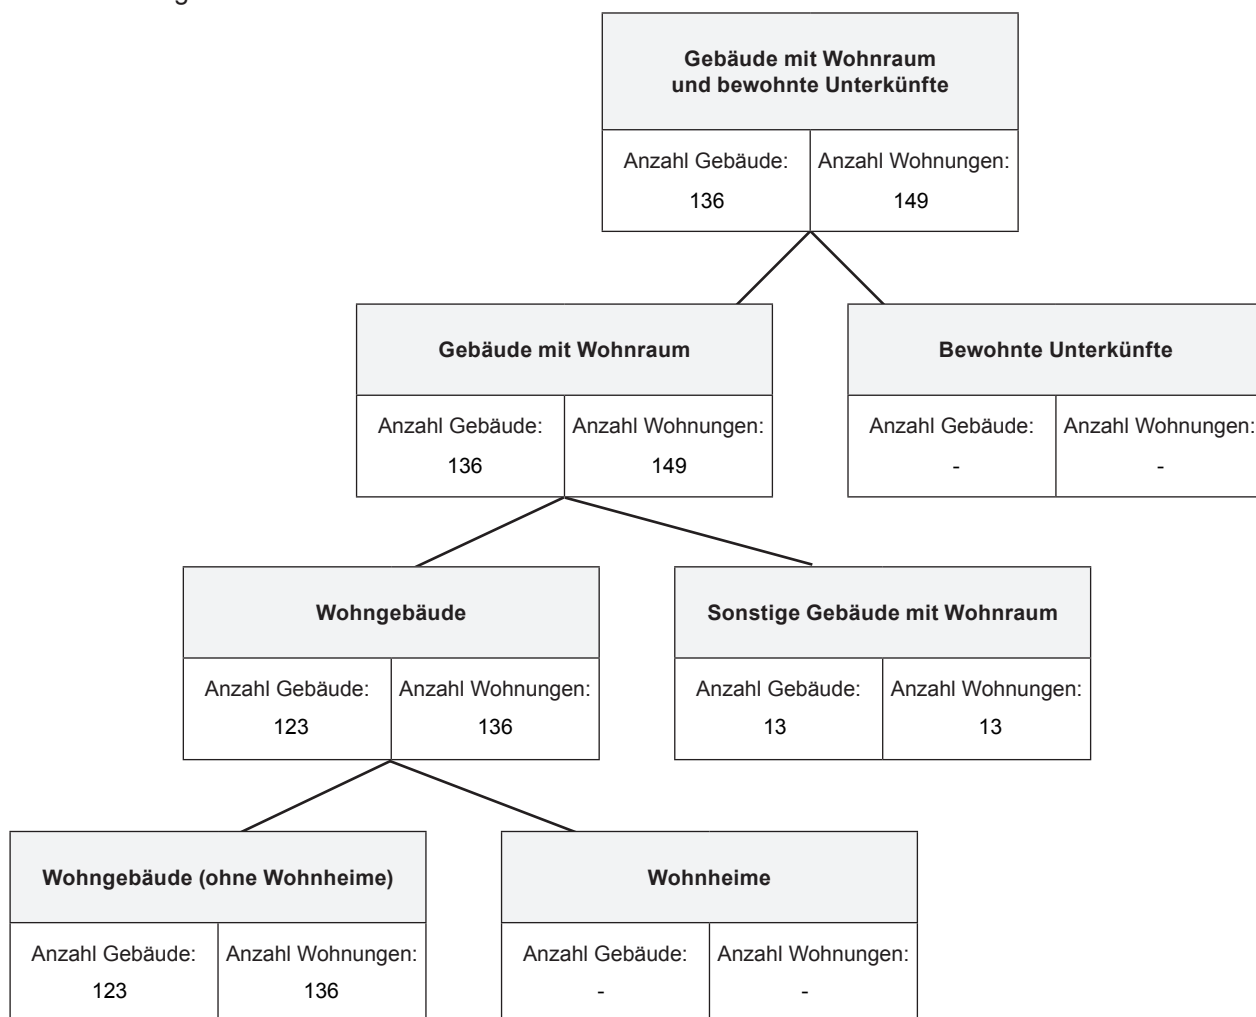 Gebäude mit Wohnraum
und bewohnte Unterkünfte
Anzahl Gebäude: Anzahl Wohnungen:
136 149
Gebäude mit Wohnraum
Anzahl Gebäude: Anzahl Wohnungen:
136 149
Bewohnte Unterkünfte
Anzahl Gebäude: Anzahl Wohnungen:
- -
Wohngebäude
Anzahl Gebäude: Anzahl Wohnungen:
123 136
Sonstige Gebäude mit Wohnraum
Anzahl Gebäude: Anzahl Wohnungen:
13 13
Wohngebäude (ohne Wohnheime)
Anzahl Gebäude: Anzahl Wohnungen:
123 136
Wohnheime
Anzahl Gebäude: Anzahl Wohnungen:
- -